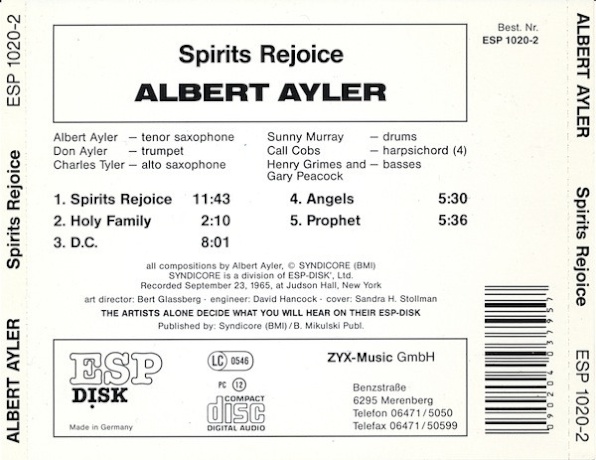 ESP 1020-2
Spirits Rejoice
ALBERT AYLER
Spirits Rejoice
ALBERT AYLER
Best. Nr.
ESP 1020-2
Albert Ayler – tenor saxophone
Don Ayler – trumpet
Charles Tyler – alto saxophone
Sunny Murray – drums
Call Cobs – harpsichord (4)
Henry Grimes and – basses
Gary Peacock
1. Spirits Rejoice 11:43
2. Holy Family 2:10
3. D.C. 8:01
4. Angels 5:30
5. Prophet 5:36
all compositions by Albert Ayler, © SYNDICORE (BMI)
SYNDICORE is a division of ESP-DISK', Ltd.
Recorded September 23, 1965, at Judson Hall, New York
art director: Bert Glassberg · engineer: David Hancock · cover: Sandra H. Stollman
THE ARTISTS ALONE DECIDE WHAT YOU WILL HEAR ON THEIR ESP-DISK
Published by: Syndicore (BMI) / B. Mikulski Publ.
ESP
DISK
Made in Germany
LC 0546
PC 12
COMPACT
disc
DIGITAL AUDIO
ZYX-Music GmbH
Benzstraße
6295 Merenberg
Telefon 06471/5050
Telefax 06471/50599
ALBERT AYLER
Spirits Rejoice
ESP 1020-2